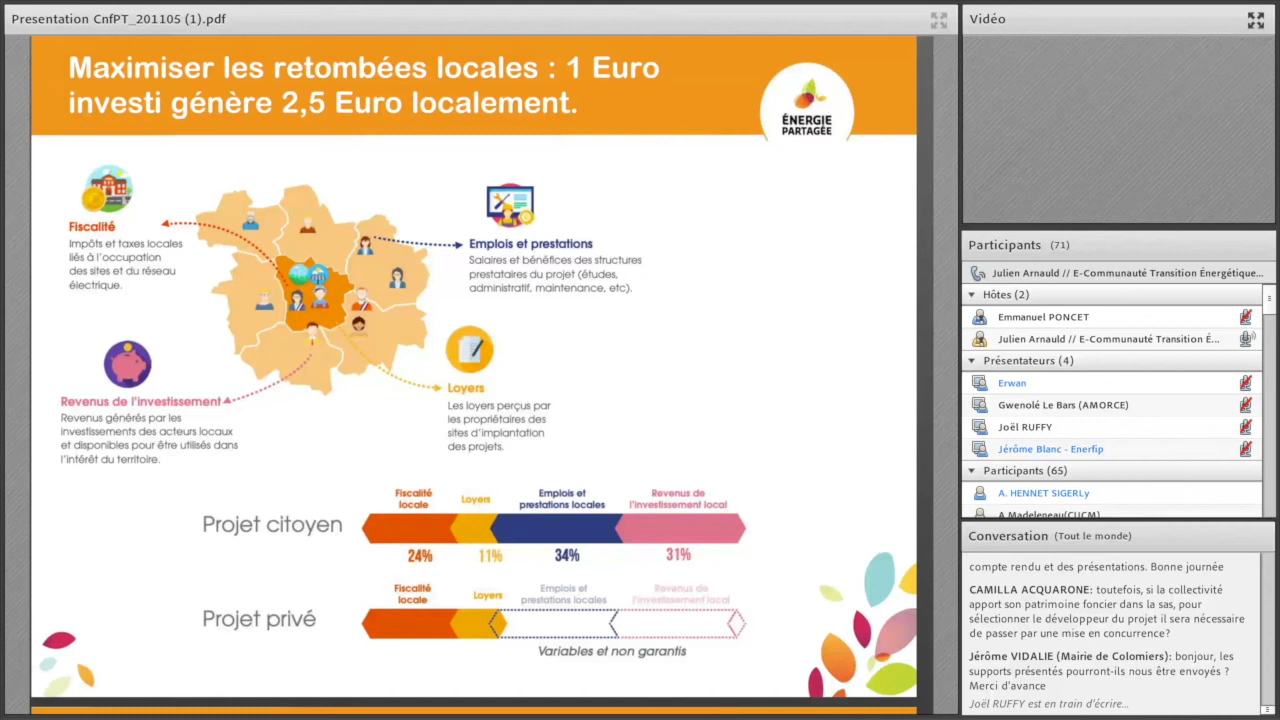 Presentation CnfPT_201105 (1).pdf
Maximiser les retombées locales : 1 Euro
investi génère 2,5 Euro localement.
ÉNERGIE
PARTAGÉE
Fiscalité
Impôts et taxes locales
liés à l'occupation
des sites et du réseau
électrique.
Emplois et prestations
Salaires et bénéfices des structures
prestataires du projet (études,
administratif, maintenance, etc).
Revenus de l'investissement
Revenus générés par les
investissements des acteurs locaux
et disponibles pour être utilisés dans
l'intérêt du territoire.
Loyers
Les loyers perçus par
les propriétaires des
sites d'implantation
des projets.
Projet citoyen
Fiscalité
locale
Loyers
Emplois et
prestations locales
Revenus de
l'investissement local
24%
11%
34%
31%
Projet privé
Fiscalité
locale
Loyers
Emplois et
prestations locales
Revenus de
l'investissement local
Variables et non garantis
Vidéo
Participants (71)
Julien Arnauld // E-Communauté Transition Énergétique...
Hôtes (2)
Emmanuel PONCET
Julien Arnauld // E-Communauté Transition É...
Présentateurs (4)
Erwan
Gwenolé Le Bars (AMORCE)
Joël RUFFY
Jérôme Blanc - Enerfip
Participants (65)
A. HENNET SIGERLy
A Madeleneau(CUCM)
Conversation (Tout le monde)
compte rendu et des présentations. Bonne journée
CAMILLA ACQUARONE: toutefois, si la collectivité
apport son patrimoine foncier dans la sas, pour
sélectionner le dévelopeur du projet il sera nécessaire
de passer par une mise en concurrence?
Jérôme VIDALIE (Mairie de Colomiers): bonjour, les
supports présentés pourront-ils nous être envoyés ?
Merci d'avance
Joël RUFFY est en train d'écrire...